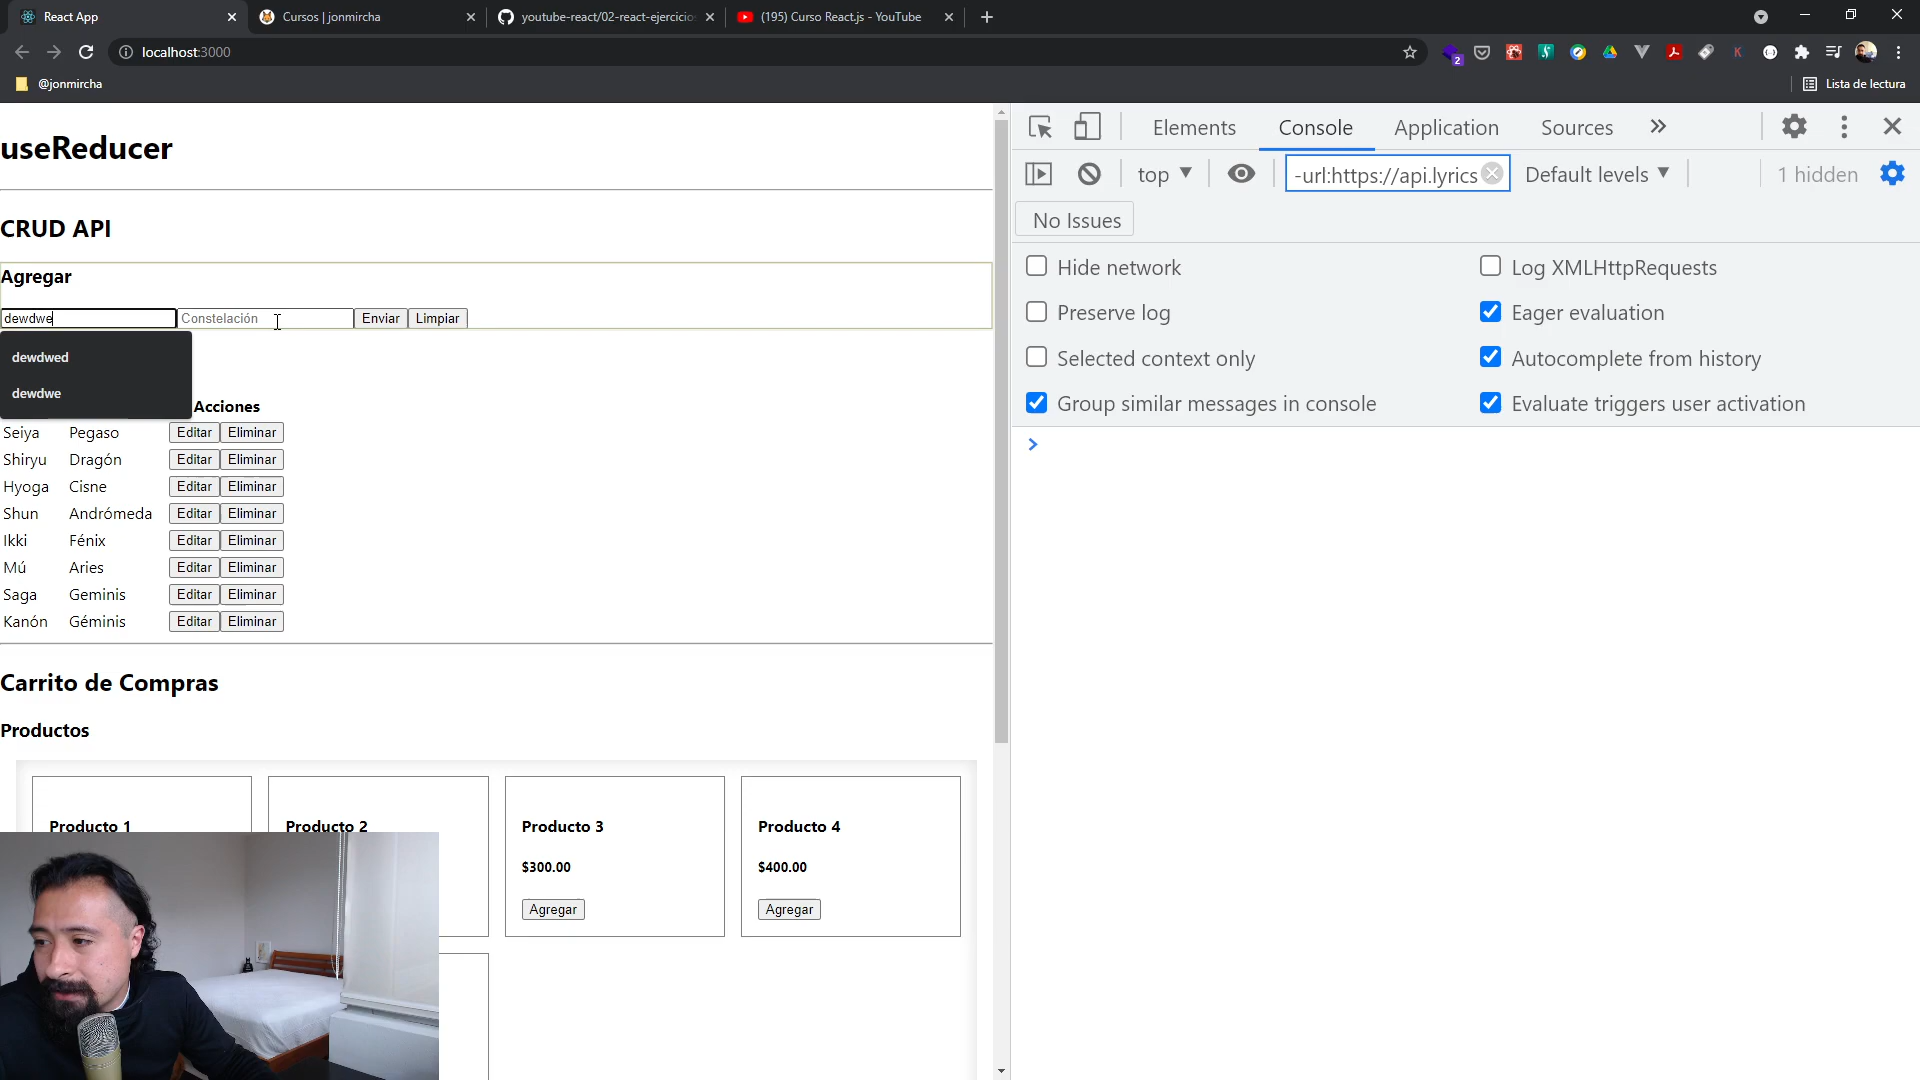 React App
Cursos | jonmircha
youtube-react/02-react-ejercicio
(195) Curso React.js - YouTube
localhost:3000
2
@jonmircha
Lista de lectura
useReducer
CRUD API
Agregar
dewdwe
Constelación
Enviar
Limpiar
dewdwed
dewdwe
Acciones
Seiya Pegaso Editar Eliminar
Shiryu Dragón Editar Eliminar
Hyoga Cisne Editar Eliminar
Shun Andrómeda Editar Eliminar
Ikki Fénix Editar Eliminar
Mú Aries Editar Eliminar
Saga Geminis Editar Eliminar
Kanón Géminis Editar Eliminar
Carrito de Compras
Productos
Producto 1
Producto 2
Producto 3
$300.00
Agregar
Producto 4
$400.00
Agregar
Elements Console Application Sources
top
-url:https://api.lyrics
Default levels
1 hidden
No Issues
Hide network
Log XMLHttpRequests
Preserve log
Eager evaluation
Selected context only
Autocomplete from history
Group similar messages in console
Evaluate triggers user activation